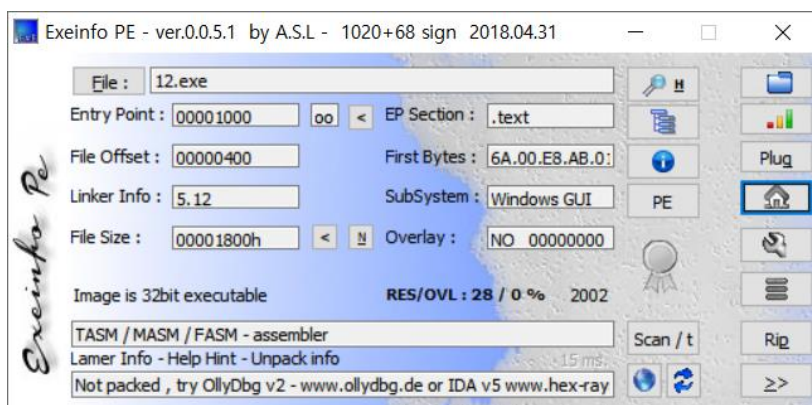 Exeinfo PE - ver.0.0.5.1 by A.S.L - 1020+68 sign 2018.04.31
File : 12.exe H
Entry Point : 00001000 oo < EP Section : .text
File Offset : 00000400 First Bytes : 6A.00.E8.AB.01 Plug
Linker Info : 5.12 SubSystem : Windows GUI PE
File Size : 00001800h < N Overlay : NO 00000000
Image is 32bit executable RES/OVL : 28 / 0 % 2002
TASM / MASM / FASM - assembler Scan / t Rip
Lamer Info - Help Hint - Unpack info 15 ms.
Not packed , try OllyDbg v2 - www.ollydbg.de or IDA v5 www.hex-ray >>
Exeinfo Pe